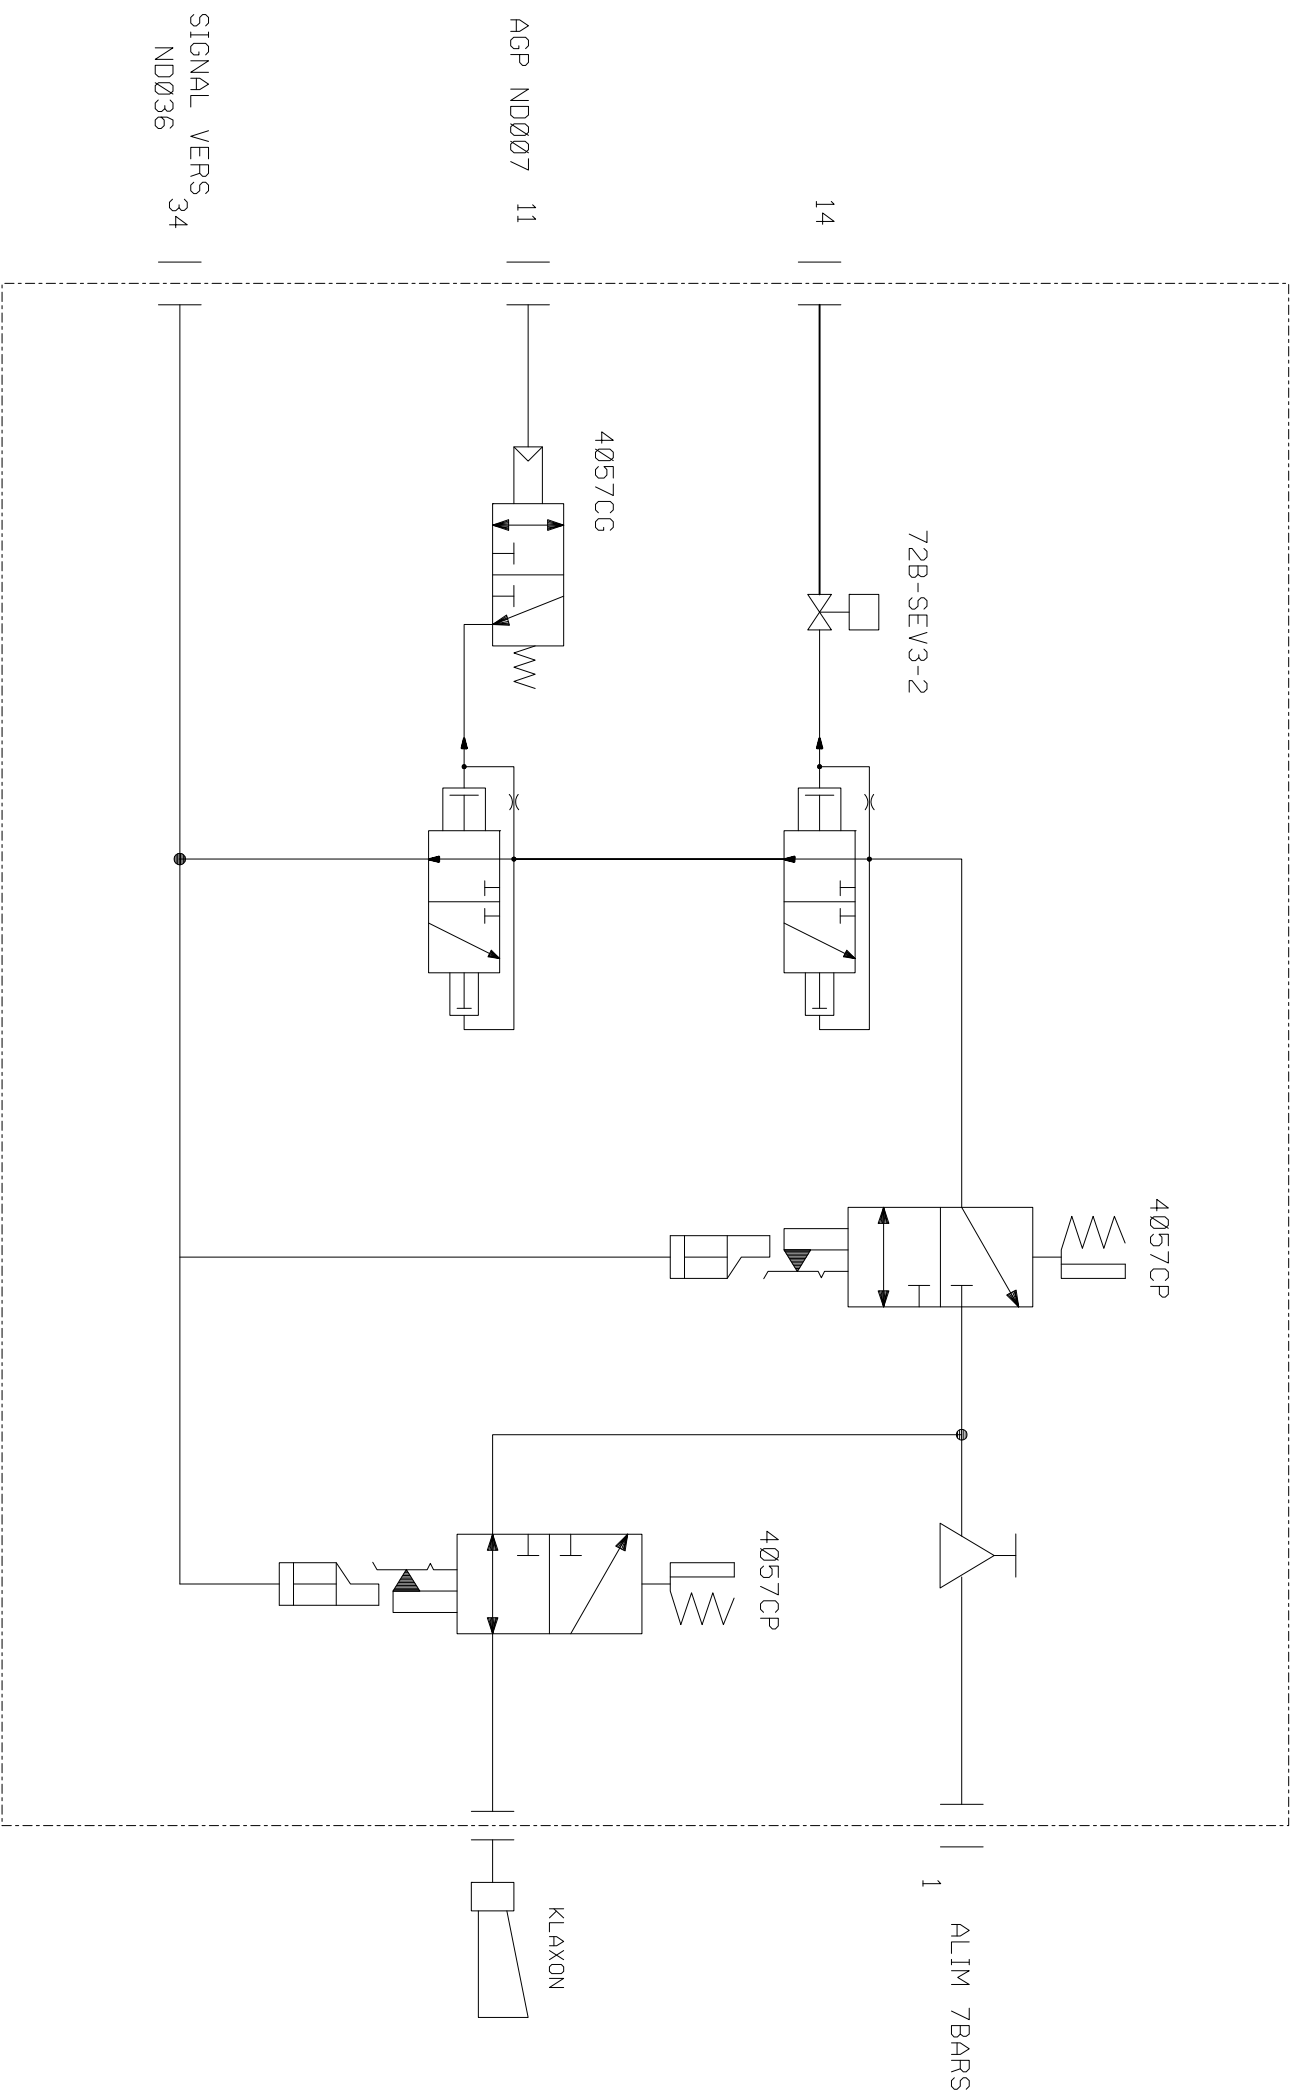 4057CP
ALIM 7BARS
1
72B-SEV3-2
14
4057CP
4057CG
KLAXON
AGP ND007 11
SIGNAL VERS
34
ND036